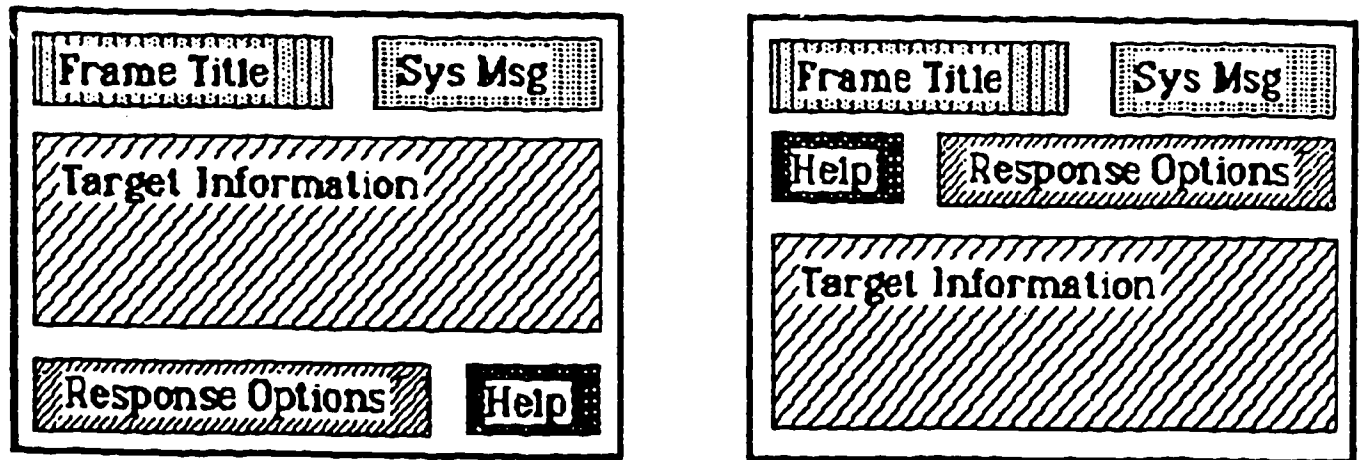 Frame Title Sys Msg
Target Information
Response Options Help
Frame Title Sys Msg
Help Response Options
Target Information